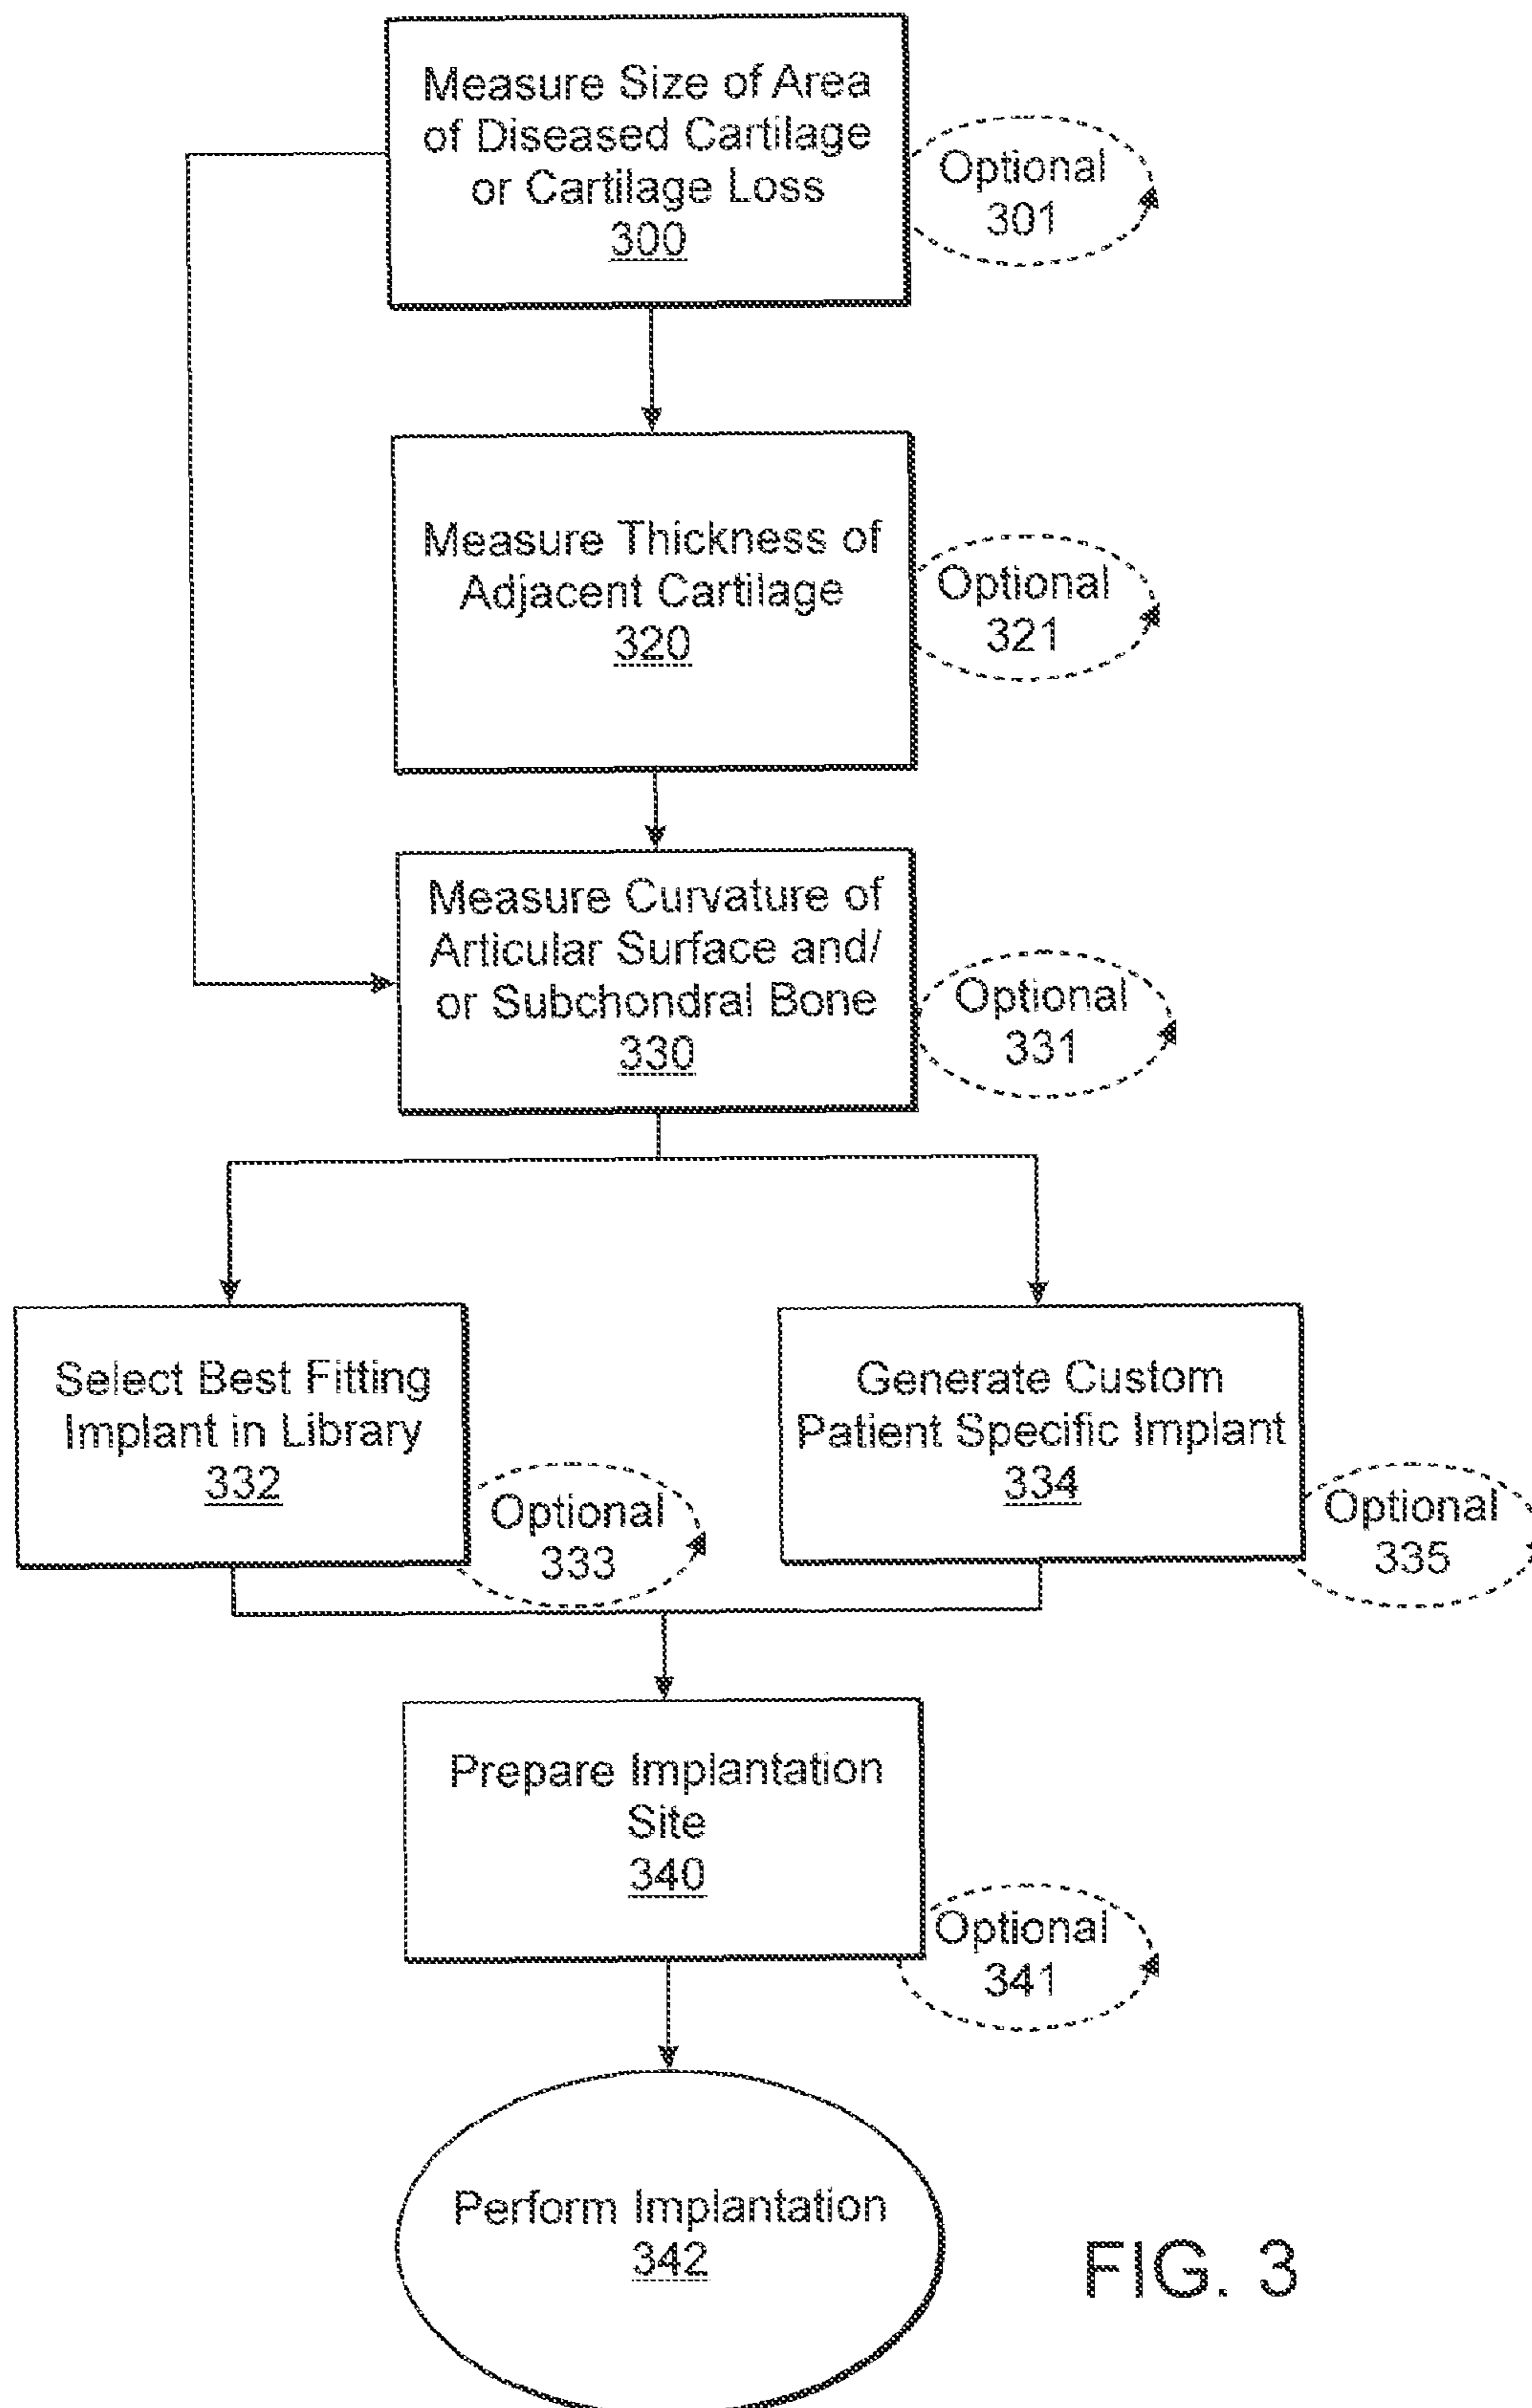 Measure Size of Area
of Diseased Cartilage
or Cartilage Loss
300
Optional
301
Measure Thickness of
Adjacent Cartilage
320
Optional
321
Measure Curvature of
Articular Surface and/
or Subchondral Bone
330
Optional
331
Select Best Fitting
Implant in Library
332
Optional
333
Generate Custom
Patient Specific Implant
334
Optional
335
Prepare Implantation
Site
340
Optional
341
Perform Implantation
342
FIG. 3